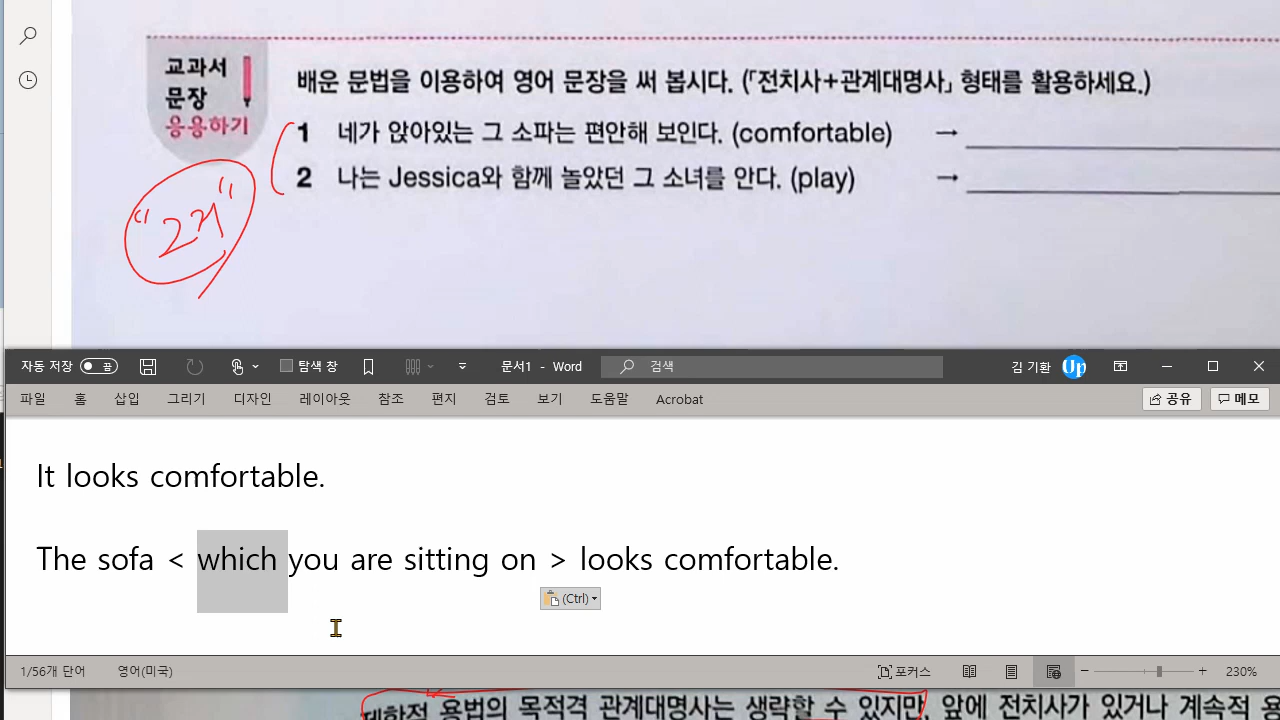 교과서
문장
응용하기
배운 문법을 이용하여 영어 문장을 써 봅시다. (「전치사+관계대명사」 형태를 활용하세요.)
1 네가 앉아있는 그 소파는 편안해 보인다. (comfortable) →
2 나는 Jessica와 함께 놀았던 그 소녀를 안다. (play) →
자동 저장 끔 탐색 창 문서1 - Word 검색 김 기환 Up
파일 홈 삽입 그리기 디자인 레이아웃 참조 편지 검토 보기 도움말 Acrobat 공유 메모
It looks comfortable.
The sofa < which you are sitting on > looks comfortable.
(Ctrl)
1/56개 단어 영어(미국) 포커스 230%
제한적 용법의 목적격 관계대명사는 생략할 수 있지만, 앞에 전치사가 있거나 계속적 용